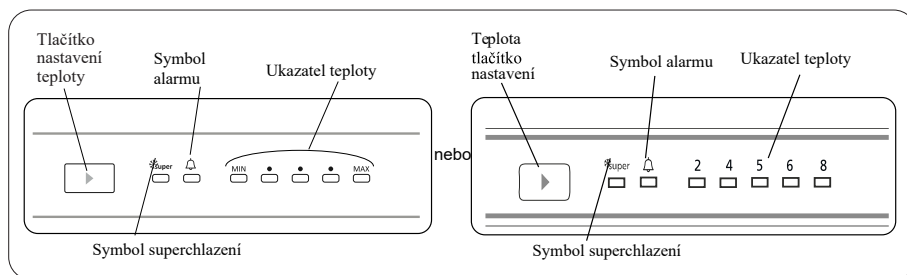 Tlačítko
nastavení
teploty
Symbol
alarmu
Ukazatel teploty
super
MIN
MAX
Symbol superchlazení
nebo
Teplota
tlačítko
nastavení
Symbol alarmu
Ukazatel teploty
super 2 4 5 6 8
Symbol superchlazení